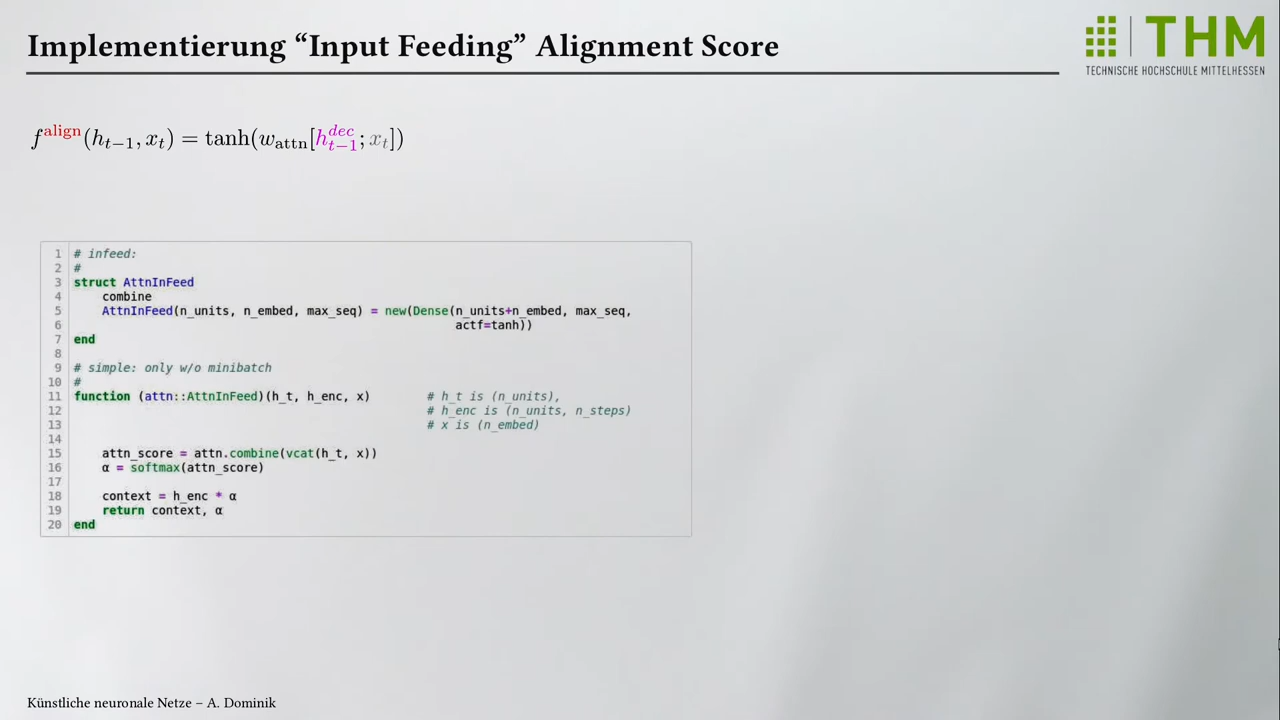 Implementierung “Input Feeding” Alignment Score
THM
TECHNISCHE HOCHSCHULE MITTELHESSEN
f^align(h_{t−1}, x_t) = tanh(w_attn[h^{dec}_{t−1}; x_t])
1 # infeed:
2 #
3 struct AttnInFeed
4     combine
5     AttnInFeed(n_units, n_embed, max_seq) = new(Dense(n_units+n_embed, max_seq,
6                                                       actf=tanh))
7 end
8
9 # simple: only w/o minibatch
10 #
11 function (attn::AttnInFeed)(h_t, h_enc, x)        # h_t is (n_units),
12                                                   # h_enc is (n_units, n_steps)
13                                                   # x is (n_embed)
14
15     attn_score = attn.combine(vcat(h_t, x))
16     α = softmax(attn_score)
17
18     context = h_enc * α
19     return context, α
20 end
Künstliche neuronale Netze – A. Dominik